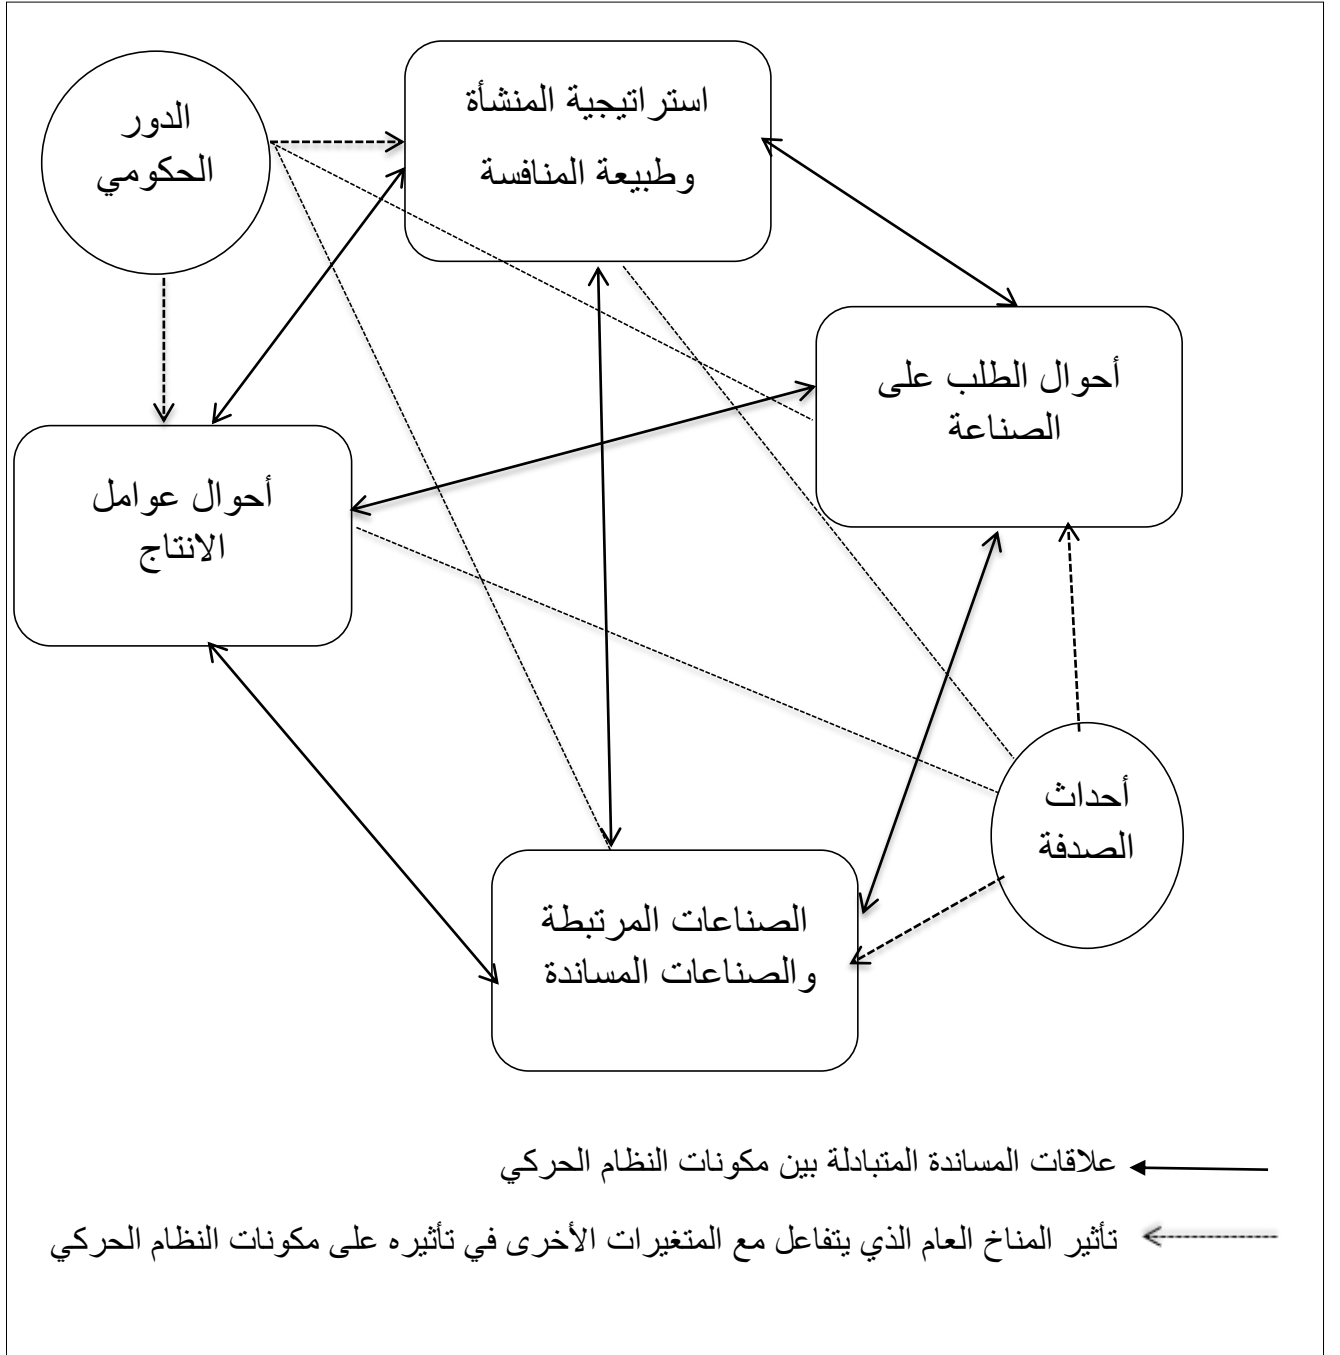 استراتيجية المنشأة
وطبيعة المنافسة
الدور
الحكومي
أحوال الطلب على
الصناعة
أحوال عوامل
الانتاج
أحداث
الصدفة
الصناعات المرتبطة
والصناعات المساندة
علاقات المساندة المتبادلة بين مكونات النظام الحركي
تأثير المناخ العام الذي يتفاعل مع المتغيرات الأخرى في تأثيره على مكونات النظام الحركي